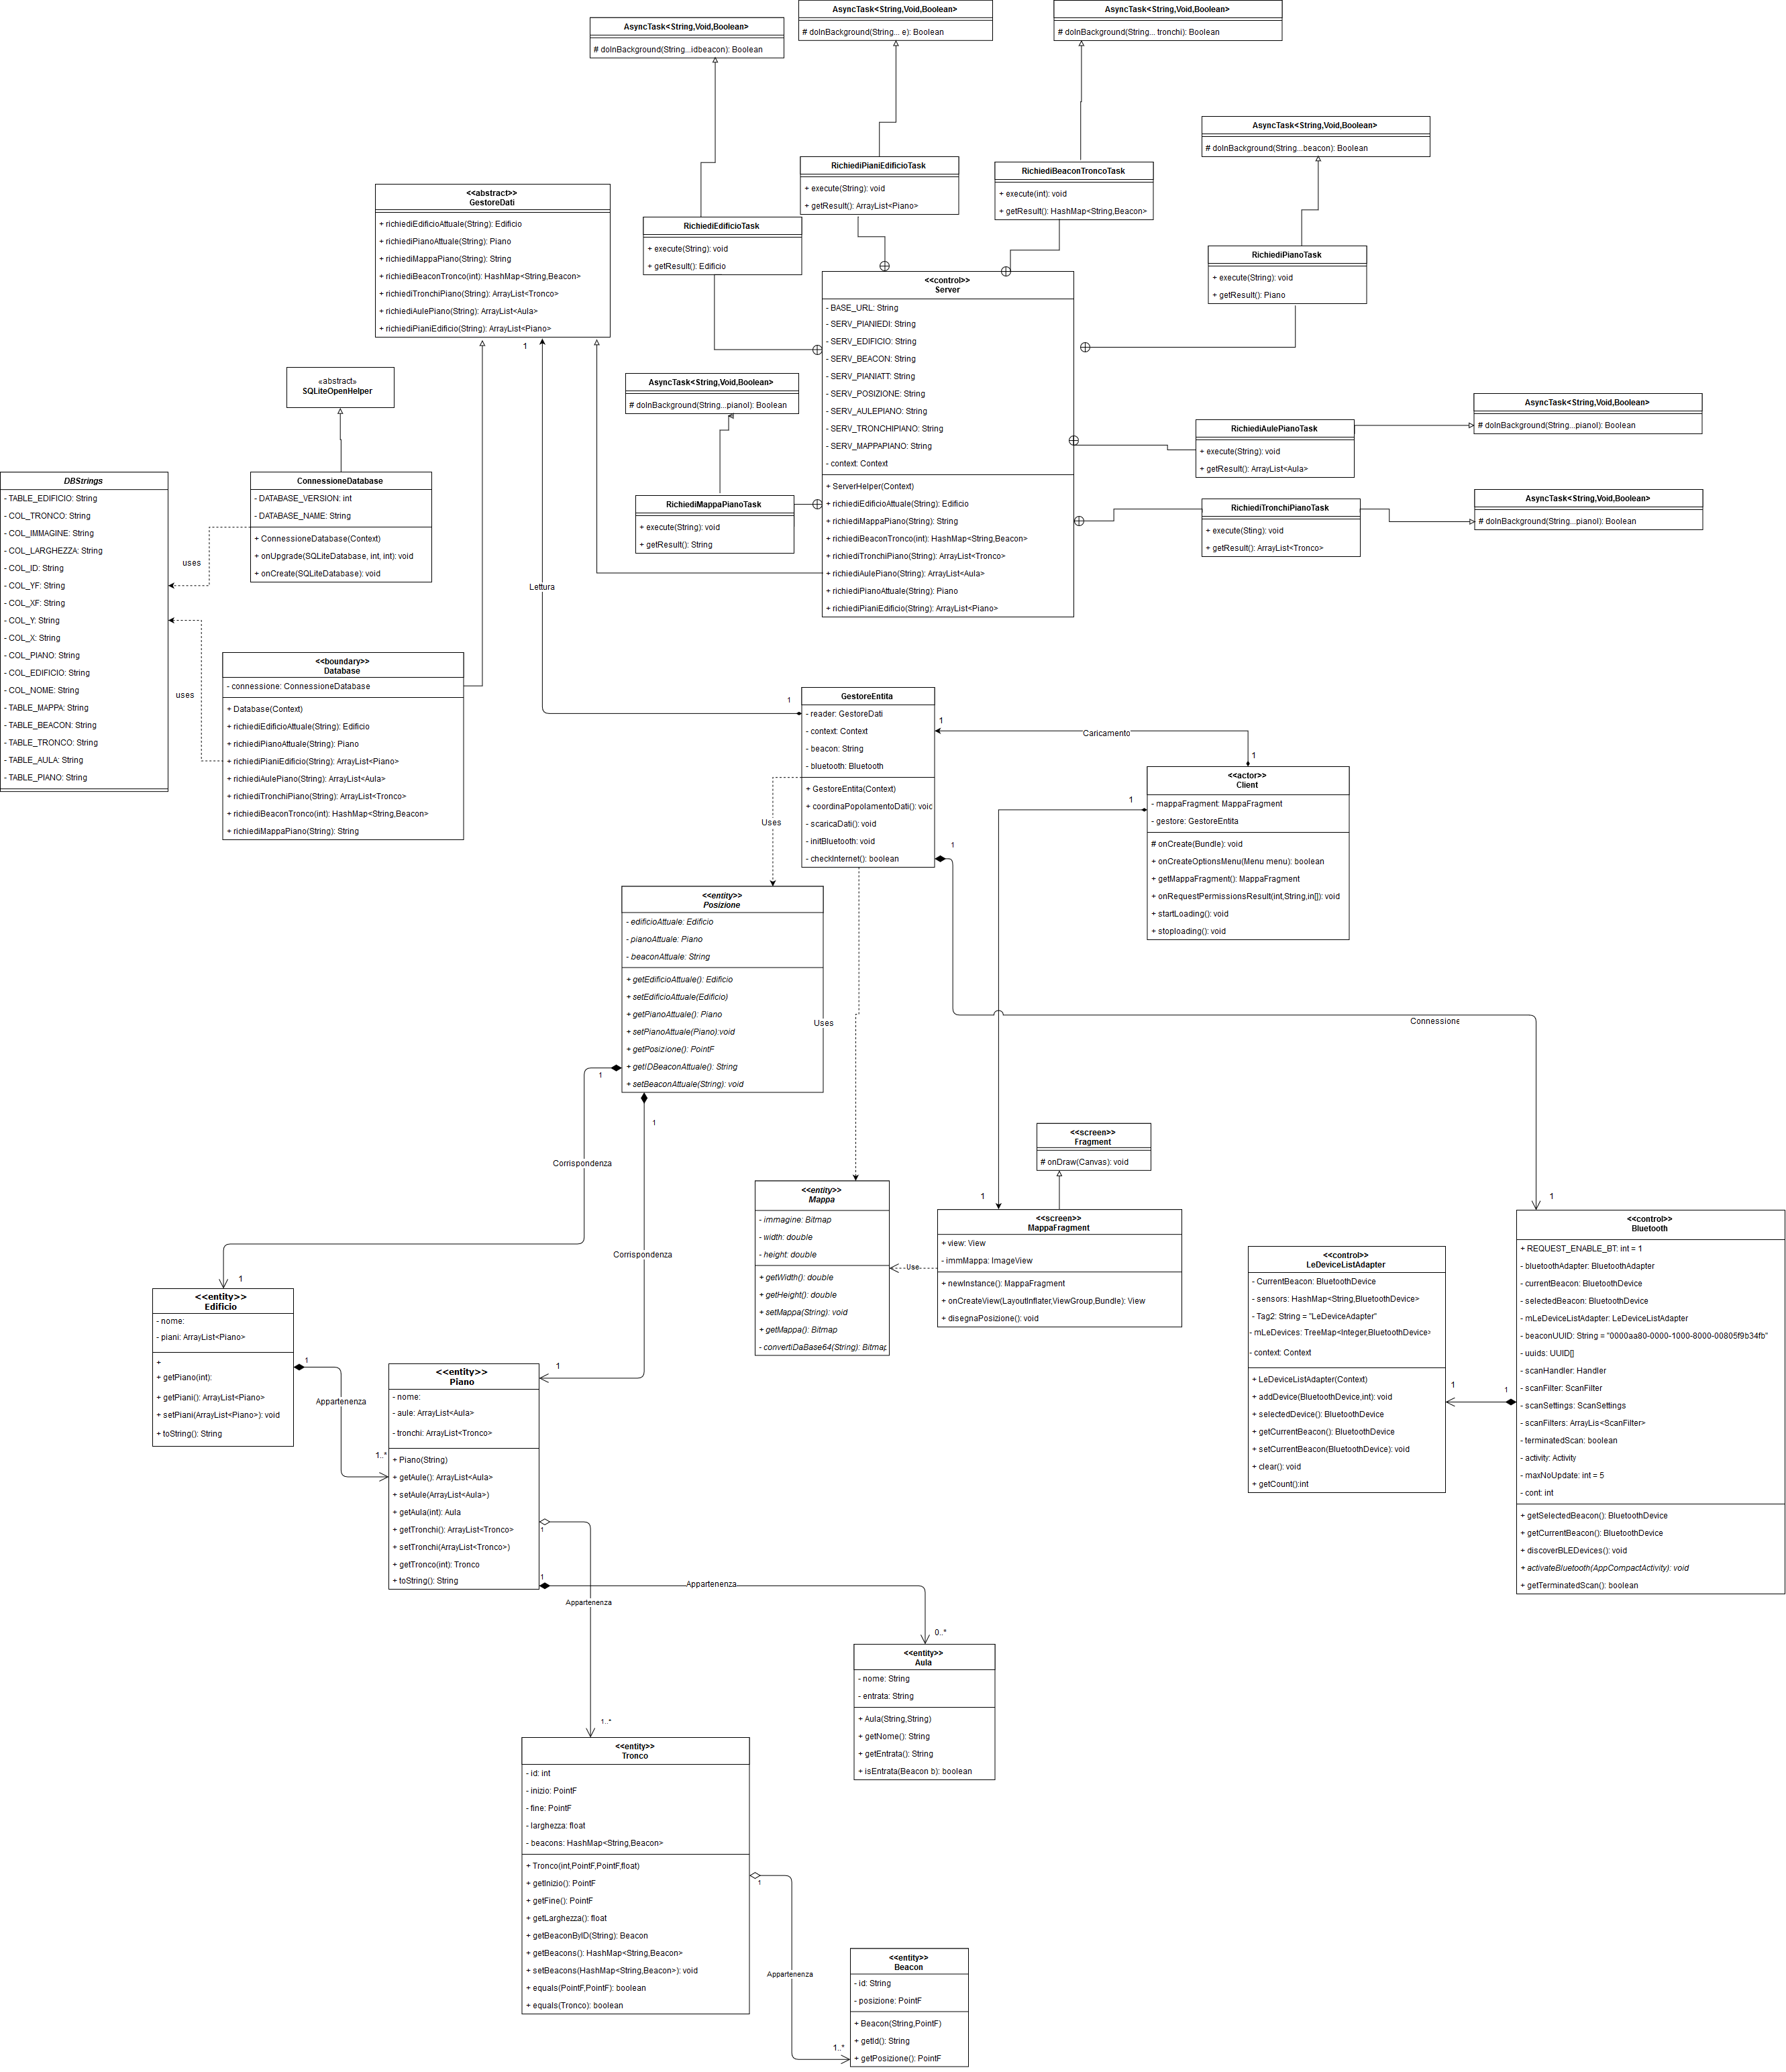 AsyncTask<String,Void,Boolean>
# doInBackground(String...idbeacon): Boolean
AsyncTask<String,Void,Boolean>
# doInBackground(String... e): Boolean
AsyncTask<String,Void,Boolean>
# doInBackground(String... tronchi): Boolean
AsyncTask<String,Void,Boolean>
# doInBackground(String...beacon): Boolean
RichiediPianiEdificioTask
+ execute(String): void
+ getResult(): ArrayList<Piano>
RichiediBeaconTroncoTask
+ execute(int): void
+ getResult(): HashMap<String,Beacon>
<<abstract>>
GestoreDati
+ richiediEdificioAttuale(String): Edificio
+ richiediPianoAttuale(String): Piano
+ richiediMappaPiano(String): String
+ richiediBeaconTronco(int): HashMap<String,Beacon>
+ richiediTronchiPiano(String): ArrayList<Tronco>
+ richiediAulePiano(String): ArrayList<Aula>
+ richiediPianiEdificio(String): ArrayList<Piano>
RichiediEdificioTask
+ execute(String): void
+ getResult(): Edificio
RichiediPianoTask
+ execute(String): void
+ getResult(): Piano
<<control>>
Server
- BASE_URL: String
- SERV_PIANIEDI: String
- SERV_EDIFICIO: String
- SERV_BEACON: String
- SERV_PIANIATT: String
- SERV_POSIZIONE: String
- SERV_AULEPIANO: String
- SERV_TRONCHIPIANO: String
- SERV_MAPPAPIANO: String
- context: Context
+ ServerHelper(Context)
+ richiediEdificioAttuale(String): Edificio
+ richiediMappaPiano(String): String
+ richiediBeaconTronco(int): HashMap<String,Beacon>
+ richiediTronchiPiano(String): ArrayList<Tronco>
+ richiediAulePiano(String): ArrayList<Aula>
+ richiediPianoAttuale(String): Piano
+ richiediPianiEdificio(String): ArrayList<Piano>
1
«abstract»
SQLiteOpenHelper
AsyncTask<String,Void,Boolean>
# doInBackground(String...pianoI): Boolean
AsyncTask<String,Void,Boolean>
# doInBackground(String...pianoI): Boolean
RichiediAulePianoTask
+ execute(String): void
+ getResult(): ArrayList<Aula>
RichiediMappaPianoTask
+ execute(String): void
+ getResult(): String
RichiediTronchiPianoTask
+ execute(Sting): void
+ getResult(): ArrayList<Tronco>
AsyncTask<String,Void,Boolean>
# doInBackground(String...pianoI): Boolean
DBStrings
- TABLE_EDIFICIO: String
- COL_TRONCO: String
- COL_IMMAGINE: String
- COL_LARGHEZZA: String
- COL_ID: String
- COL_YF: String
- COL_XF: String
- COL_Y: String
- COL_X: String
- COL_PIANO: String
- COL_EDIFICIO: String
- COL_NOME: String
- TABLE_MAPPA: String
- TABLE_BEACON: String
- TABLE_TRONCO: String
- TABLE_AULA: String
- TABLE_PIANO: String
ConnessioneDatabase
- DATABASE_VERSION: int
- DATABASE_NAME: String
+ ConnessioneDatabase(Context)
+ onUpgrade(SQLiteDatabase, int, int): void
+ onCreate(SQLiteDatabase): void
uses
uses
Lettura
<<boundary>>
Database
- connessione: ConnessioneDatabase
+ Database(Context)
+ richiediEdificioAttuale(String): Edificio
+ richiediPianoAttuale(String): Piano
+ richiediPianiEdificio(String): ArrayList<Piano>
+ richiediAulePiano(String): ArrayList<Aula>
+ richiediTronchiPiano(String): ArrayList<Tronco>
+ richiediBeaconTronco(int): HashMap<String,Beacon>
+ richiediMappaPiano(String): String
1
GestoreEntita
- reader: GestoreDati
- context: Context
- beacon: String
- bluetooth: Bluetooth
+ GestoreEntita(Context)
+ coordinaPopolamentoDati(): void
- scaricaDati(): void
- initBluetooth: void
- checkInternet(): boolean
1
Caricamento
1
<<actor>>
Client
- mappaFragment: MappaFragment
- gestore: GestoreEntita
# onCreate(Bundle): void
+ onCreateOptionsMenu(Menu menu): boolean
+ getMappaFragment(): MappaFragment
+ onRequestPermissionsResult(int,String,in[]): void
+ startLoading(): void
+ stoploading(): void
1
Uses
1
<<entity>>
Posizione
- edificioAttuale: Edificio
- pianoAttuale: Piano
- beaconAttuale: String
+ getEdificioAttuale(): Edificio
+ setEdificioAttuale(Edificio)
+ getPianoAttuale(): Piano
+ setPianoAttuale(Piano):void
+ getPosizione(): PointF
+ getIDBeaconAttuale(): String
+ setBeaconAttuale(String): void
Uses
Connessione
1
1
Corrispondenza
Corrispondenza
<<screen>>
Fragment
# onDraw(Canvas): void
<<entity>>
Mappa
- immagine: Bitmap
- width: double
- height: double
+ getWidth(): double
+ getHeight(): double
+ setMappa(String): void
+ getMappa(): Bitmap
- convertiDaBase64(String): Bitmap
Use
1
<<screen>>
MappaFragment
+ view: View
- immMappa: ImageView
+ newInstance(): MappaFragment
+ onCreateView(LayoutInflater,ViewGroup,Bundle): View
+ disegnaPosizione(): void
1
<<control>>
LeDeviceListAdapter
- CurrentBeacon: BluetoothDevice
- sensors: HashMap<String,BluetoothDevice>
- Tag2: String = "LeDeviceAdapter"
- mLeDevices: TreeMap<Integer,BluetoothDevice>
- context: Context
+ LeDeviceListAdapter(Context)
+ addDevice(BluetoothDevice,int): void
+ selectedDevice(): BluetoothDevice
+ getCurrentBeacon(): BluetoothDevice
+ setCurrentBeacon(BluetoothDevice): void
+ clear(): void
+ getCount():int
1
1
<<control>>
Bluetooth
+ REQUEST_ENABLE_BT: int = 1
- bluetoothAdapter: BluetoothAdapter
- currentBeacon: BluetoothDevice
- selectedBeacon: BluetoothDevice
- mLeDeviceListAdapter: LeDeviceListAdapter
- beaconUUID: String = "0000aa80-0000-1000-8000-00805f9b34fb"
- uuids: UUID[]
- scanHandler: Handler
- scanFilter: ScanFilter
- scanSettings: ScanSettings
- scanFilters: ArrayLis<ScanFilter>
- terminatedScan: boolean
- activity: Activity
- maxNoUpdate: int = 5
- cont: int
+ getSelectedBeacon(): BluetoothDevice
+ getCurrentBeacon(): BluetoothDevice
+ discoverBLEDevices(): void
+ activateBluetooth(AppCompactActivity): void
+ getTerminatedScan(): boolean
1
<<entity>>
Edificio
- nome:
- piani: ArrayList<Piano>
+
+ getPiano(int):
+ getPiani(): ArrayList<Piano>
+ setPiani(ArrayList<Piano>): void
+ toString(): String
1
Appartenenza
1..*
1
<<entity>>
Piano
- nome:
- aule: ArrayList<Aula>
- tronchi: ArrayList<Tronco>
+ Piano(String)
+ getAule(): ArrayList<Aula>
+ setAule(ArrayList<Aula>)
+ getAula(int): Aula
+ getTronchi(): ArrayList<Tronco>
+ setTronchi(ArrayList<Tronco>)
+ getTronco(int): Tronco
+ toString(): String
1
1
Appartenenza
Appartenenza
0..*
<<entity>>
Aula
- nome: String
- entrata: String
+ Aula(String,String)
+ getNome(): String
+ getEntrata(): String
+ isEntrata(Beacon b): boolean
1..*
<<entity>>
Tronco
- id: int
- inizio: PointF
- fine: PointF
- larghezza: float
- beacons: HashMap<String,Beacon>
+ Tronco(int,PointF,PointF,float)
+ getInizio(): PointF
+ getFine(): PointF
+ getLarghezza(): float
+ getBeaconByID(String): Beacon
+ getBeacons(): HashMap<String,Beacon>
+ setBeacons(HashMap<String,Beacon>): void
+ equals(PointF,PointF): boolean
+ equals(Tronco): boolean
1
Appartenenza
1..*
<<entity>>
Beacon
- id: String
- posizione: PointF
+ Beacon(String,PointF)
+ getId(): String
+ getPosizione(): PointF